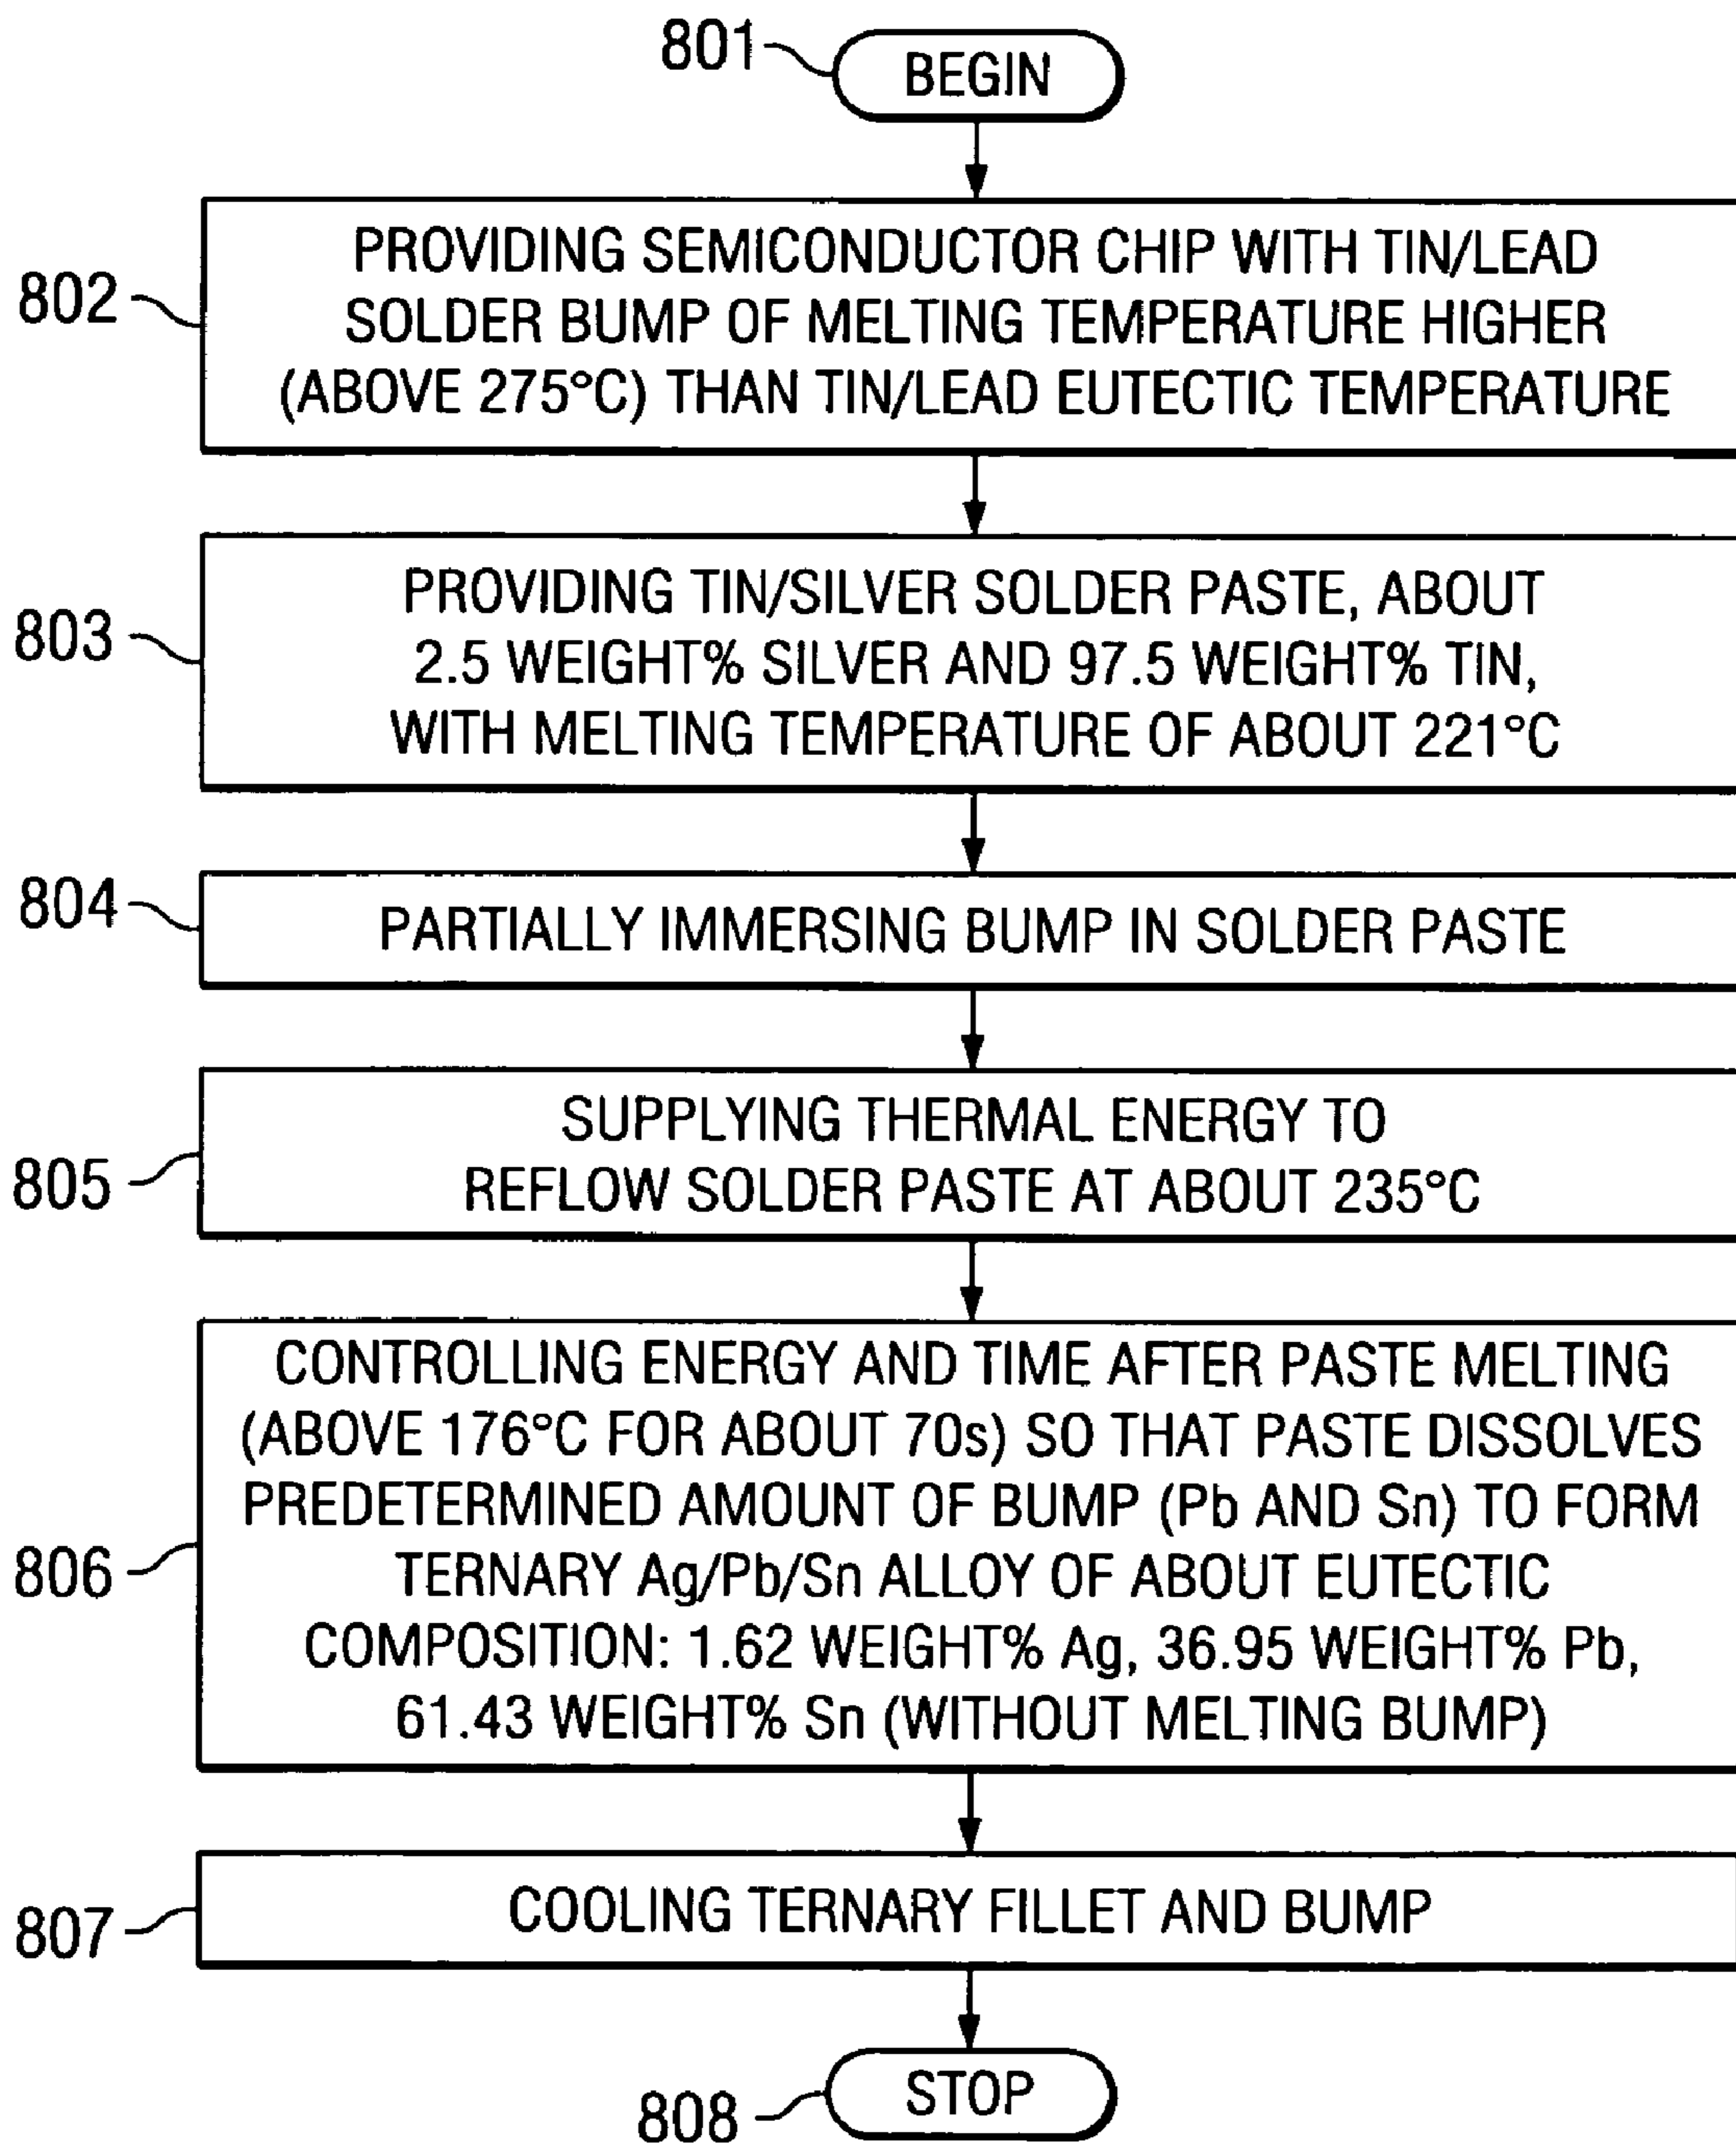 801
BEGIN
802
PROVIDING SEMICONDUCTOR CHIP WITH TIN/LEAD
SOLDER BUMP OF MELTING TEMPERATURE HIGHER
(ABOVE 275°C) THAN TIN/LEAD EUTECTIC TEMPERATURE
803
PROVIDING TIN/SILVER SOLDER PASTE, ABOUT
2.5 WEIGHT% SILVER AND 97.5 WEIGHT% TIN,
WITH MELTING TEMPERATURE OF ABOUT 221°C
804
PARTIALLY IMMERSING BUMP IN SOLDER PASTE
805
SUPPLYING THERMAL ENERGY TO
REFLOW SOLDER PASTE AT ABOUT 235°C
806
CONTROLLING ENERGY AND TIME AFTER PASTE MELTING
(ABOVE 176°C FOR ABOUT 70s) SO THAT PASTE DISSOLVES
PREDETERMINED AMOUNT OF BUMP (Pb AND Sn) TO FORM
TERNARY Ag/Pb/Sn ALLOY OF ABOUT EUTECTIC
COMPOSITION: 1.62 WEIGHT% Ag, 36.95 WEIGHT% Pb,
61.43 WEIGHT% Sn (WITHOUT MELTING BUMP)
807
COOLING TERNARY FILLET AND BUMP
808
STOP